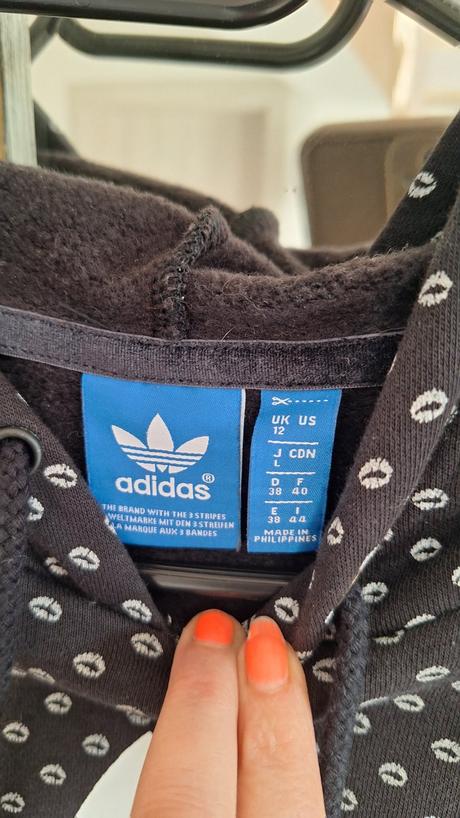 adidas®
THE BRAND WITH THE 3 STRIPES
WELTMARKE MIT DEN 3 STREIFEN
LA MARQUE AUX 3 BANDES
UK US
12
J CDN
L
D F
38 40
E I
38 44
MADE IN
PHILIPPINES